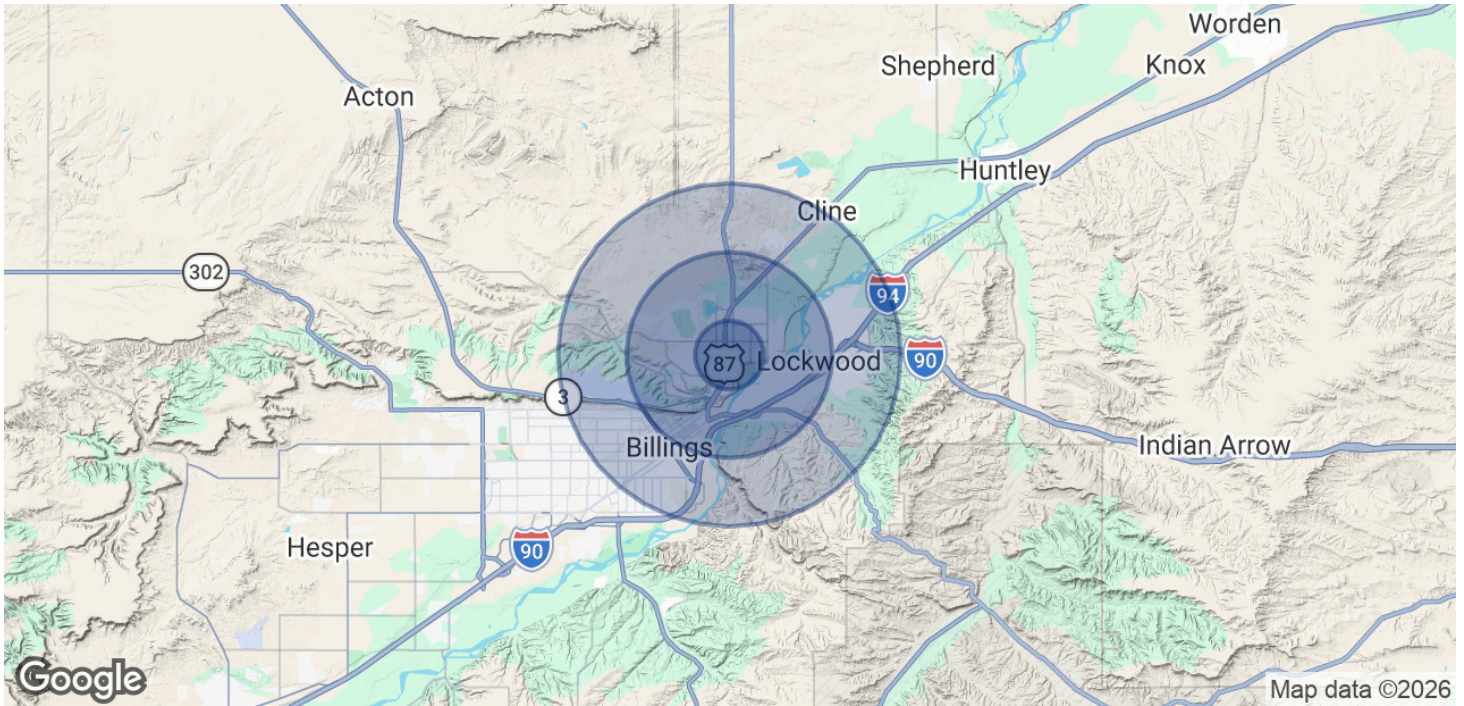 Worden
Shepherd
Knox
Acton
Huntley
Cline
302
94
87
Lockwood
90
3
Billings
Indian Arrow
Hesper
90
Google
Map data ©2026